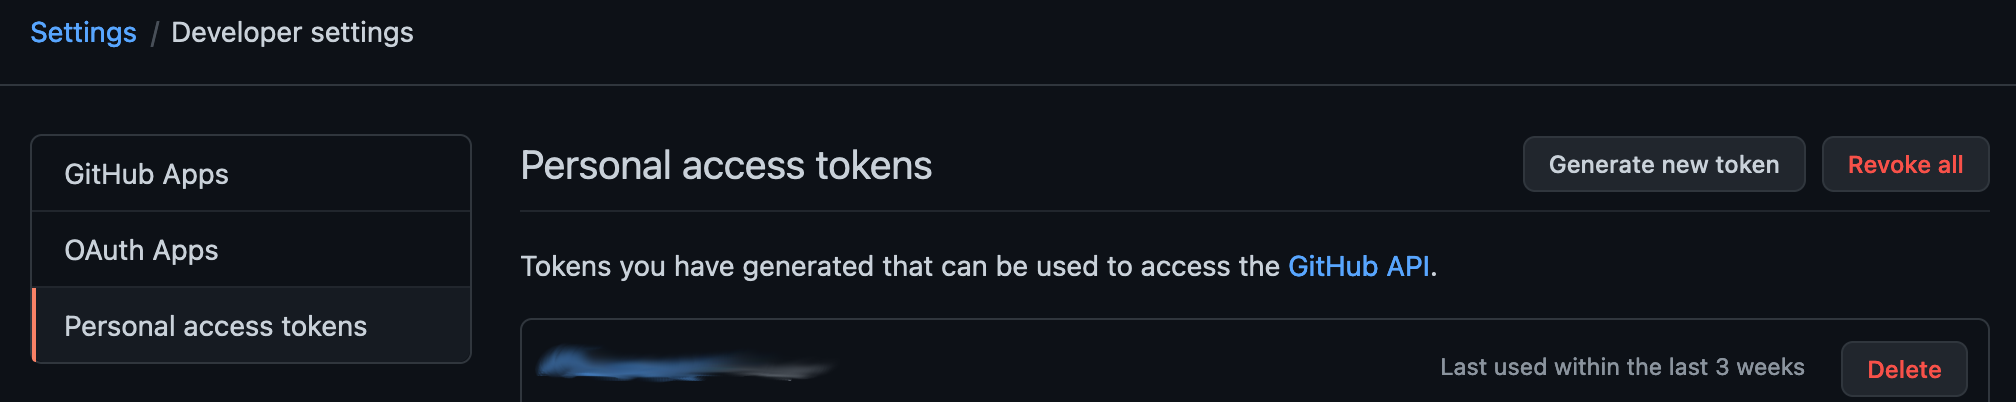 Settings / Developer settings
GitHub Apps
OAuth Apps
Personal access tokens
Personal access tokens
Generate new token
Revoke all
Tokens you have generated that can be used to access the GitHub API.
Last used within the last 3 weeks
Delete